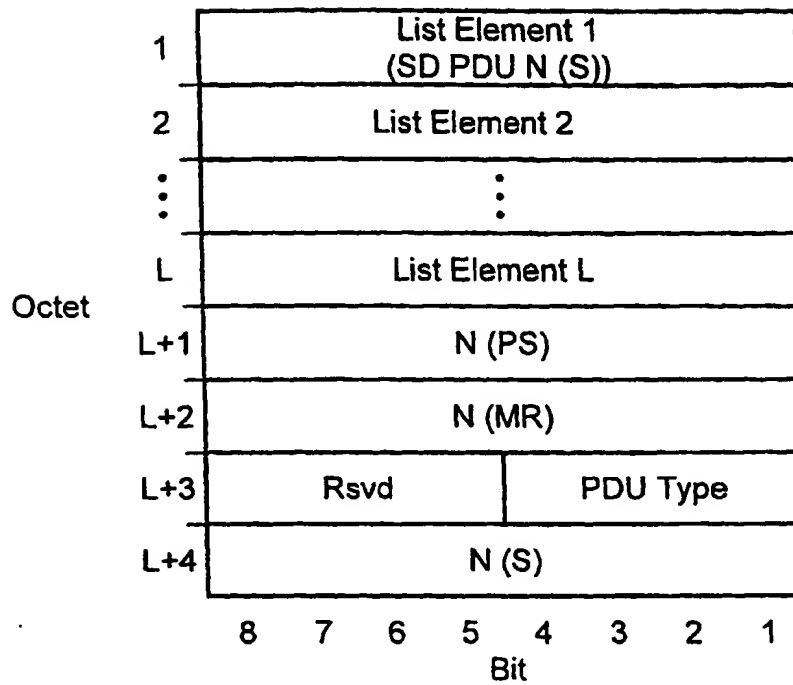 1 List Element 1
(SD PDU N (S))
2 List Element 2
L List Element L
Octet
L+1 N (PS)
L+2 N (MR)
L+3 Rsvd PDU Type
L+4 N (S)
8 7 6 5 4 3 2 1
Bit